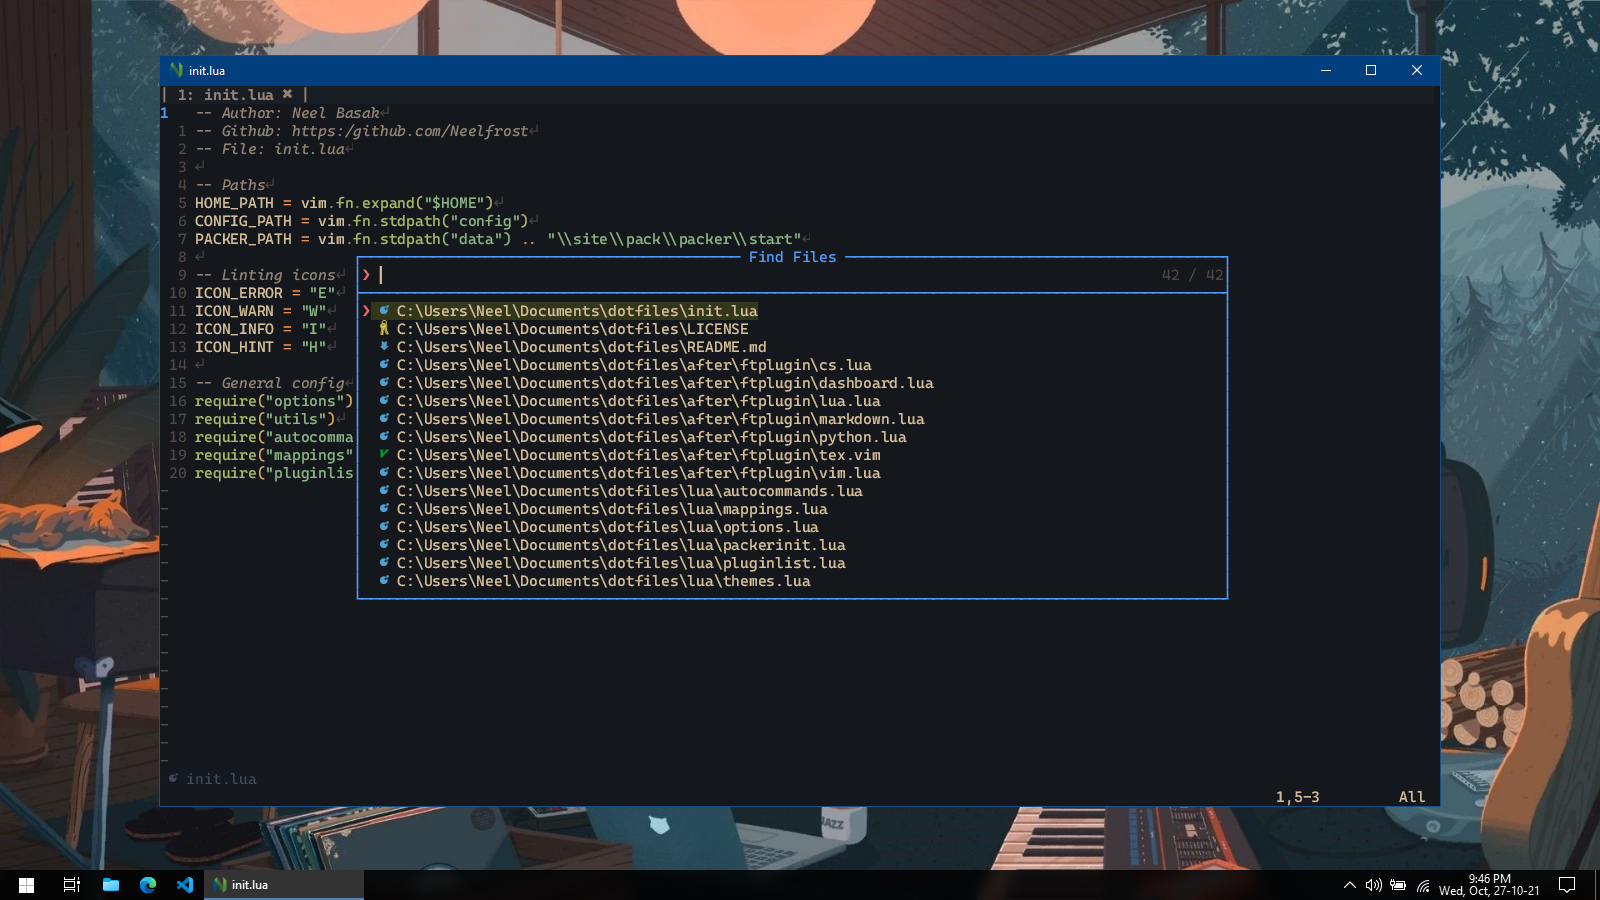 init.lua
| 1: init.lua ✖ |
1 -- Author: Neel Basak↵
1 -- Github: https:/github.com/Neelfrost↵
2 -- File: init.lua↵
3 ↵
4 -- Paths↵
5 HOME_PATH = vim.fn.expand("$HOME")↵
6 CONFIG_PATH = vim.fn.stdpath("config")↵
7 PACKER_PATH = vim.fn.stdpath("data") .. "\\site\\pack\\packer\\start"↵
8 ↵
9 -- Linting icons↵
10 ICON_ERROR = "E"↵
11 ICON_WARN = "W"↵
12 ICON_INFO = "I"↵
13 ICON_HINT = "H"↵
14 ↵
15 -- General config↵
16 require("options")
17 require("utils")↵
18 require("autocomma
19 require("mappings"
20 require("pluginlis
Find Files
❯ 42 / 42
❯ C:\Users\Neel\Documents\dotfiles\init.lua
C:\Users\Neel\Documents\dotfiles\LICENSE
C:\Users\Neel\Documents\dotfiles\README.md
C:\Users\Neel\Documents\dotfiles\after\ftplugin\cs.lua
C:\Users\Neel\Documents\dotfiles\after\ftplugin\dashboard.lua
C:\Users\Neel\Documents\dotfiles\after\ftplugin\lua.lua
C:\Users\Neel\Documents\dotfiles\after\ftplugin\markdown.lua
C:\Users\Neel\Documents\dotfiles\after\ftplugin\python.lua
C:\Users\Neel\Documents\dotfiles\after\ftplugin\tex.vim
C:\Users\Neel\Documents\dotfiles\after\ftplugin\vim.lua
C:\Users\Neel\Documents\dotfiles\lua\autocommands.lua
C:\Users\Neel\Documents\dotfiles\lua\mappings.lua
C:\Users\Neel\Documents\dotfiles\lua\options.lua
C:\Users\Neel\Documents\dotfiles\lua\packerinit.lua
C:\Users\Neel\Documents\dotfiles\lua\pluginlist.lua
C:\Users\Neel\Documents\dotfiles\lua\themes.lua
init.lua
1,5-3 All
JAZZ
init.lua
9:46 PM
Wed, Oct, 27-10-21